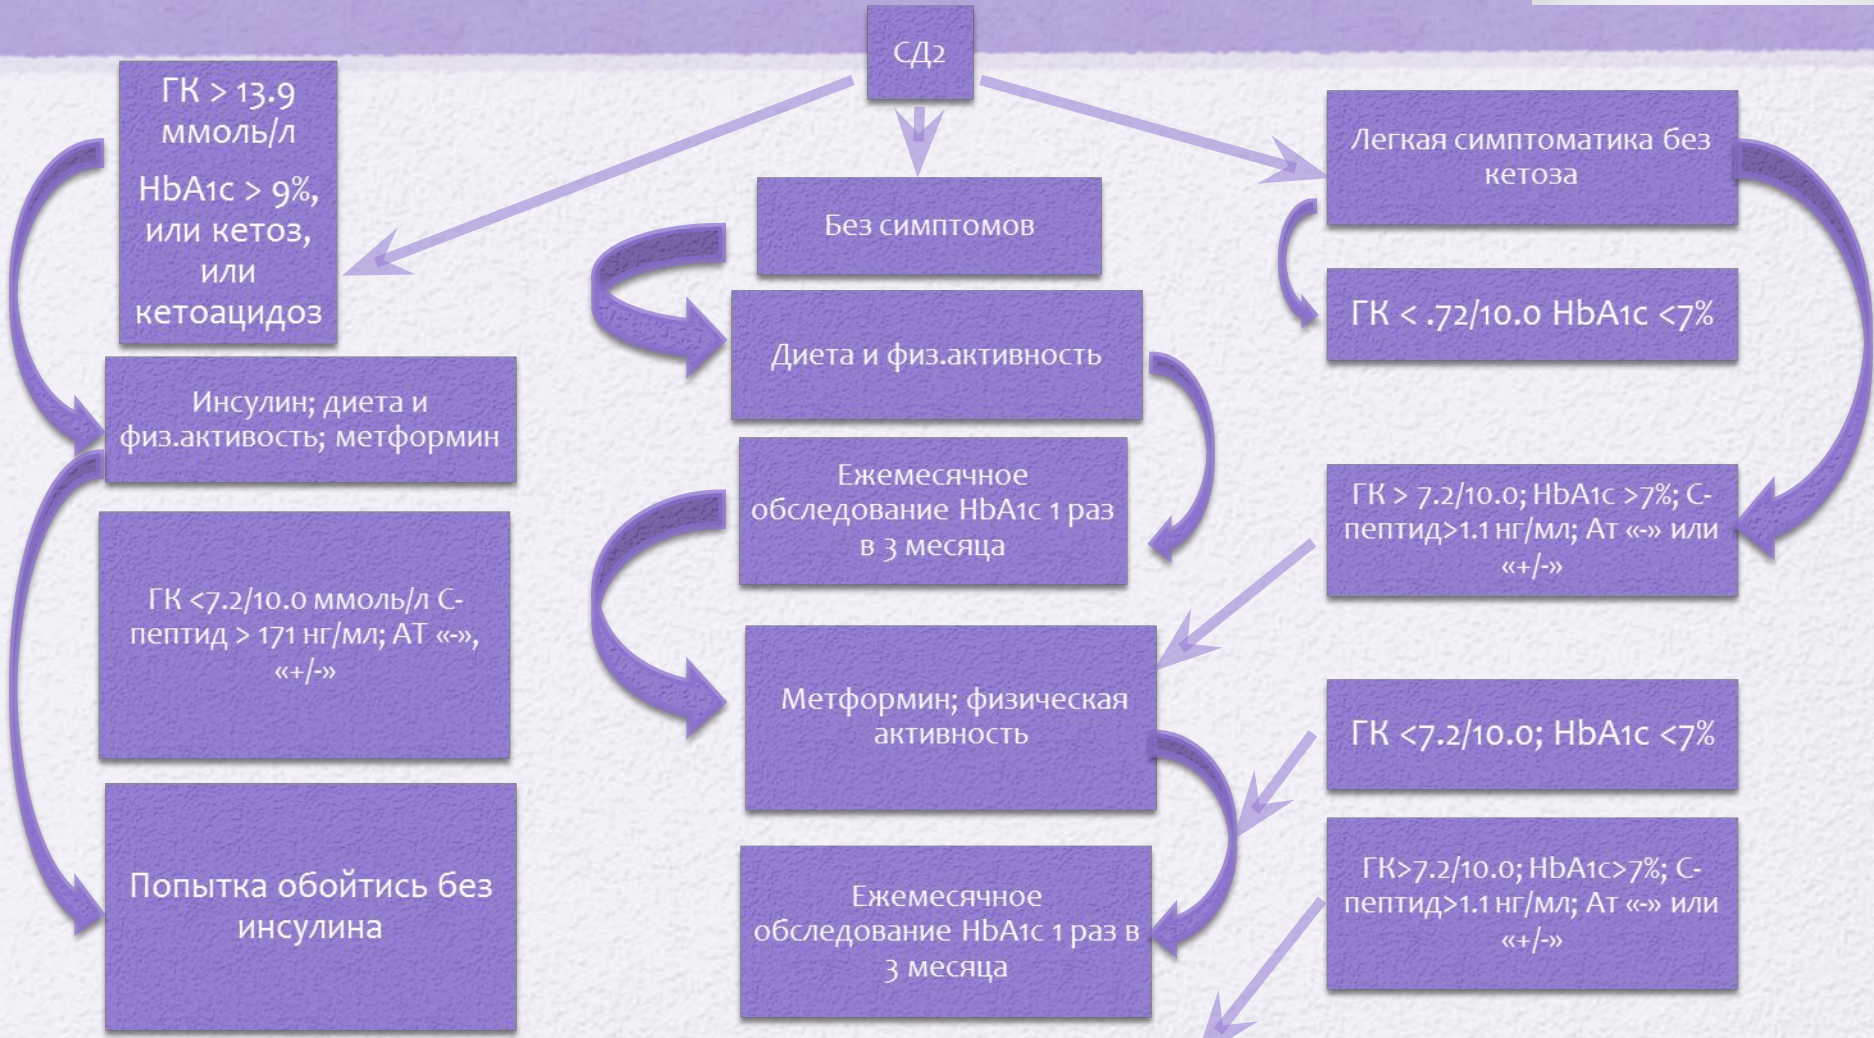 СД2
ГК > 13.9
ммоль/л
HbA1c > 9%,
или кетоз,
или
кетоацидоз
Инсулин; диета и
физ.активость; метформин
ГК <7.2/10.0 ммоль/л С-
пептид > 171 нг/мл; АТ «-»,
«+/-»
Попытка обойтись без
инсулина
Без симптомов
Диета и физ.активность
Ежемесячное
обследование HbA1c 1 раз
в 3 месяца
Метформин; физическая
активность
Ежемесячное
обследование HbA1c 1 раз в
3 месяца
Легкая симптоматика без
кетоза
ГК < .72/10.0 HbA1c <7%
ГК > 7.2/10.0; HbA1c >7%; С-
пептид>1.1 нг/мл; Ат «-» или
«+/-»
ГК <7.2/10.0; HbA1c <7%
ГК>7.2/10.0; HbA1c>7%; С-
пептид>1.1 нг/мл; Ат «-» или
«+/-»